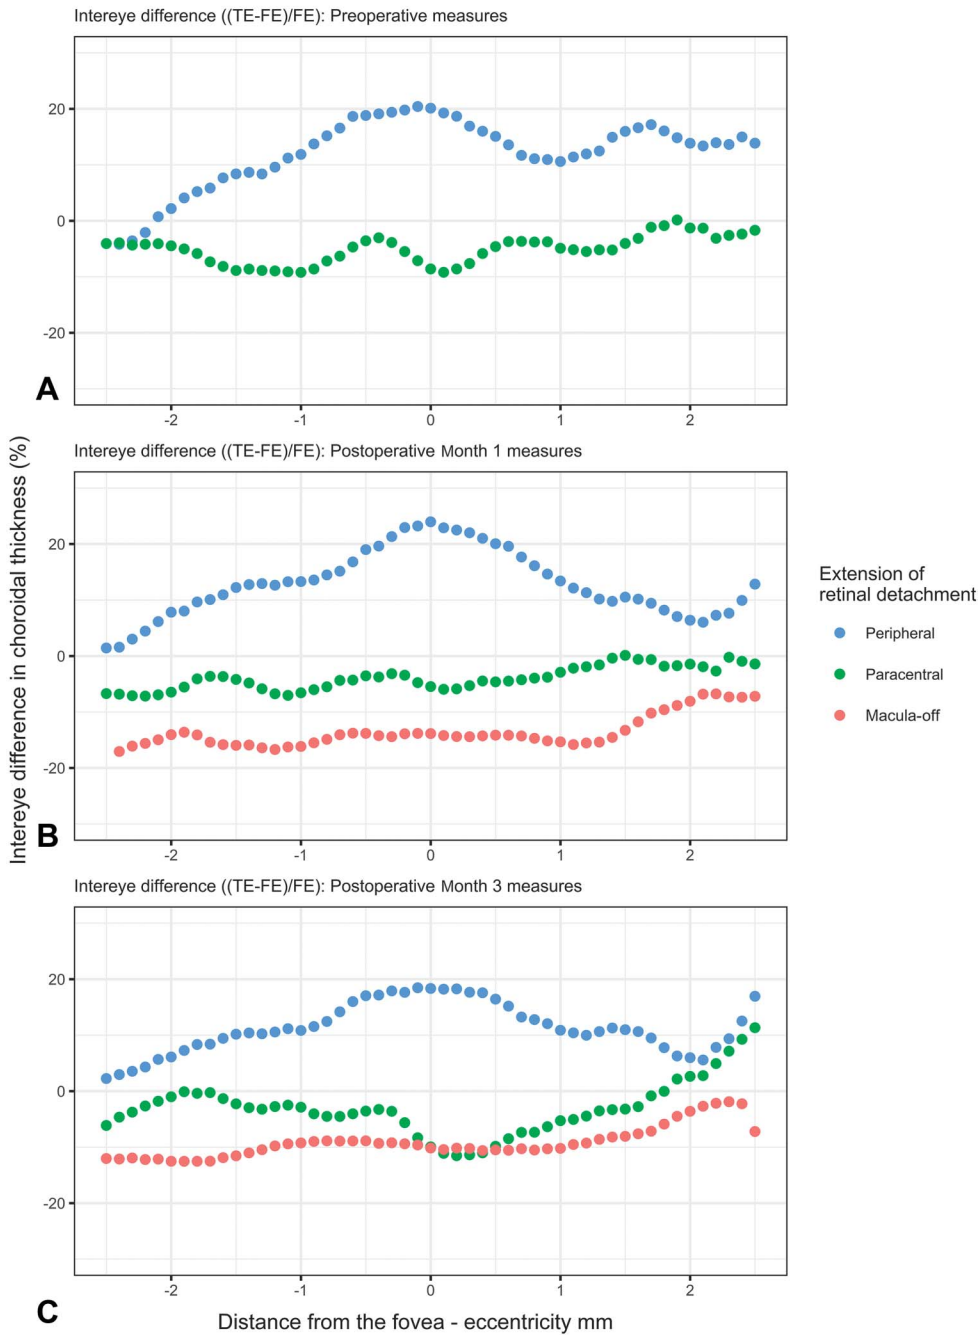 Intereye difference ((TE-FE)/FE): Preoperative measures
20
0
-20
A
-2 -1 0 1 2
Intereye difference ((TE-FE)/FE): Postoperative Month 1 measures
20
0
-20
B
-2 -1 0 1 2
Intereye difference in choroidal thickness (%)
Extension of
retinal detachment
Peripheral
Paracentral
Macula-off
Intereye difference ((TE-FE)/FE): Postoperative Month 3 measures
20
0
-20
C
-2 -1 0 1 2
Distance from the fovea - eccentricity mm